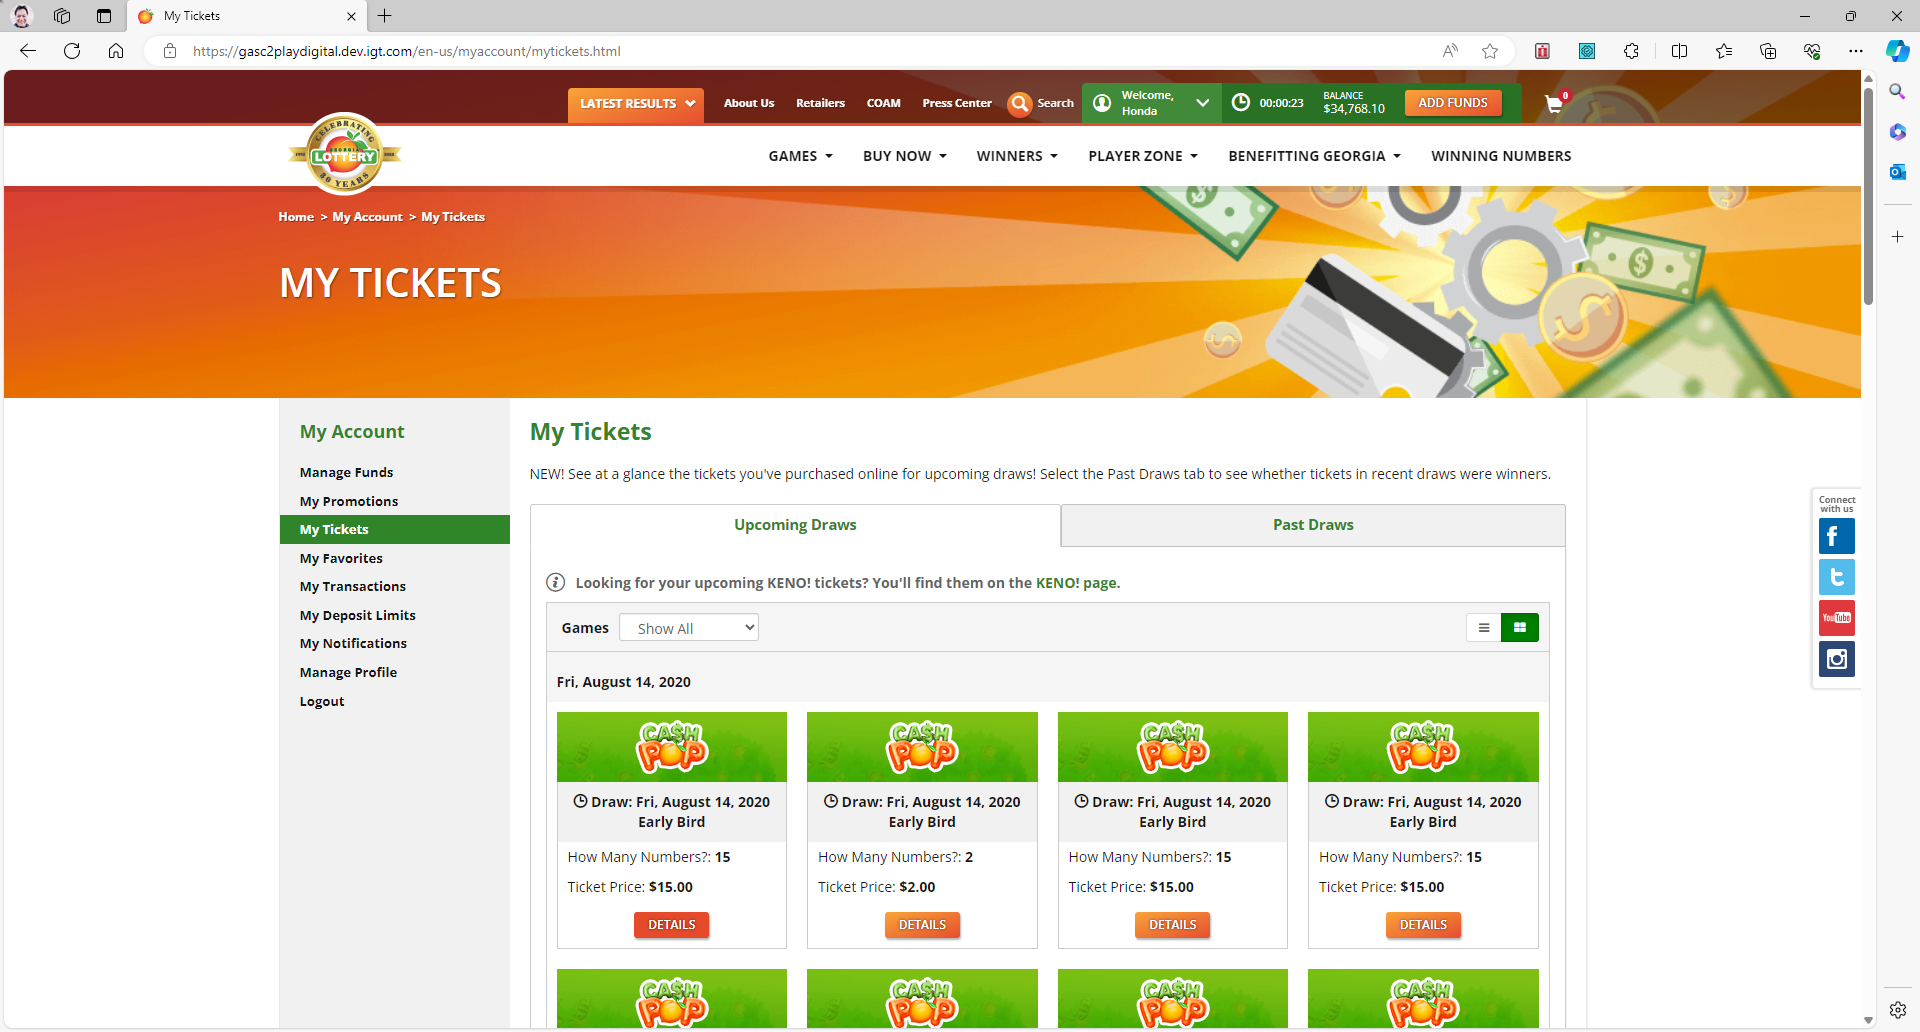 My Tickets
https://gasc2playdigital.dev.igt.com/en-us/myaccount/mytickets.html
LATEST RESULTS
About Us
Retailers
COAM
Press Center
Search
Welcome,
Honda
00:00:23
BALANCE
$34,768.10
ADD FUNDS
0
CELEBRATING
GEORGIA
LOTTERY
30 YEARS
GAMES
BUY NOW
WINNERS
PLAYER ZONE
BENEFITTING GEORGIA
WINNING NUMBERS
Home > My Account > My Tickets
MY TICKETS
My Account
Manage Funds
My Promotions
My Tickets
My Favorites
My Transactions
My Deposit Limits
My Notifications
Manage Profile
Logout
My Tickets
NEW! See at a glance the tickets you've purchased online for upcoming draws! Select the Past Draws tab to see whether tickets in recent draws were winners.
Upcoming Draws
Past Draws
Looking for your upcoming KENO! tickets? You'll find them on the KENO! page.
Games
Show All
Fri, August 14, 2020
CA$H POP
Draw: Fri, August 14, 2020
Early Bird
How Many Numbers?: 15
Ticket Price: $15.00
DETAILS
CA$H POP
Draw: Fri, August 14, 2020
Early Bird
How Many Numbers?: 2
Ticket Price: $2.00
DETAILS
CA$H POP
Draw: Fri, August 14, 2020
Early Bird
How Many Numbers?: 15
Ticket Price: $15.00
DETAILS
CA$H POP
Draw: Fri, August 14, 2020
Early Bird
How Many Numbers?: 15
Ticket Price: $15.00
DETAILS
CA$H POP
CA$H POP
CA$H POP
CA$H POP
Connect
with us
YouTube